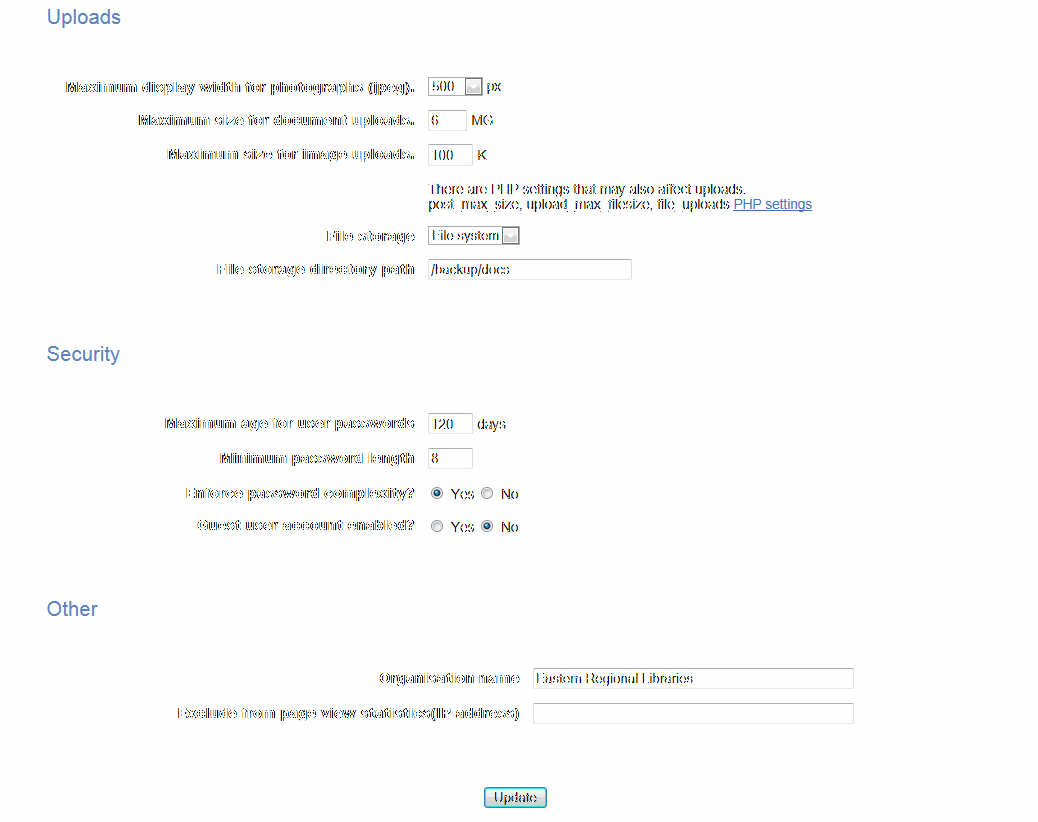 Uploads
Maximum display width for photographs (jpeg). 500 px
Maximum size for document uploads. 6 MG
Maximum size for image uploads. 100 K
There are PHP settings that may also affect uploads.
post_max_size, upload_max_filesize, file_uploads PHP settings
File storage File system
File storage directory path /backup/docs
Security
Maximum age for user passwords 120 days
Minimum password length 8
Enforce password complexity? Yes No
Guest user account enabled? Yes No
Other
Organisation name Eastern Regional Libraries
Exclude from page view statistics(IP address)
Update